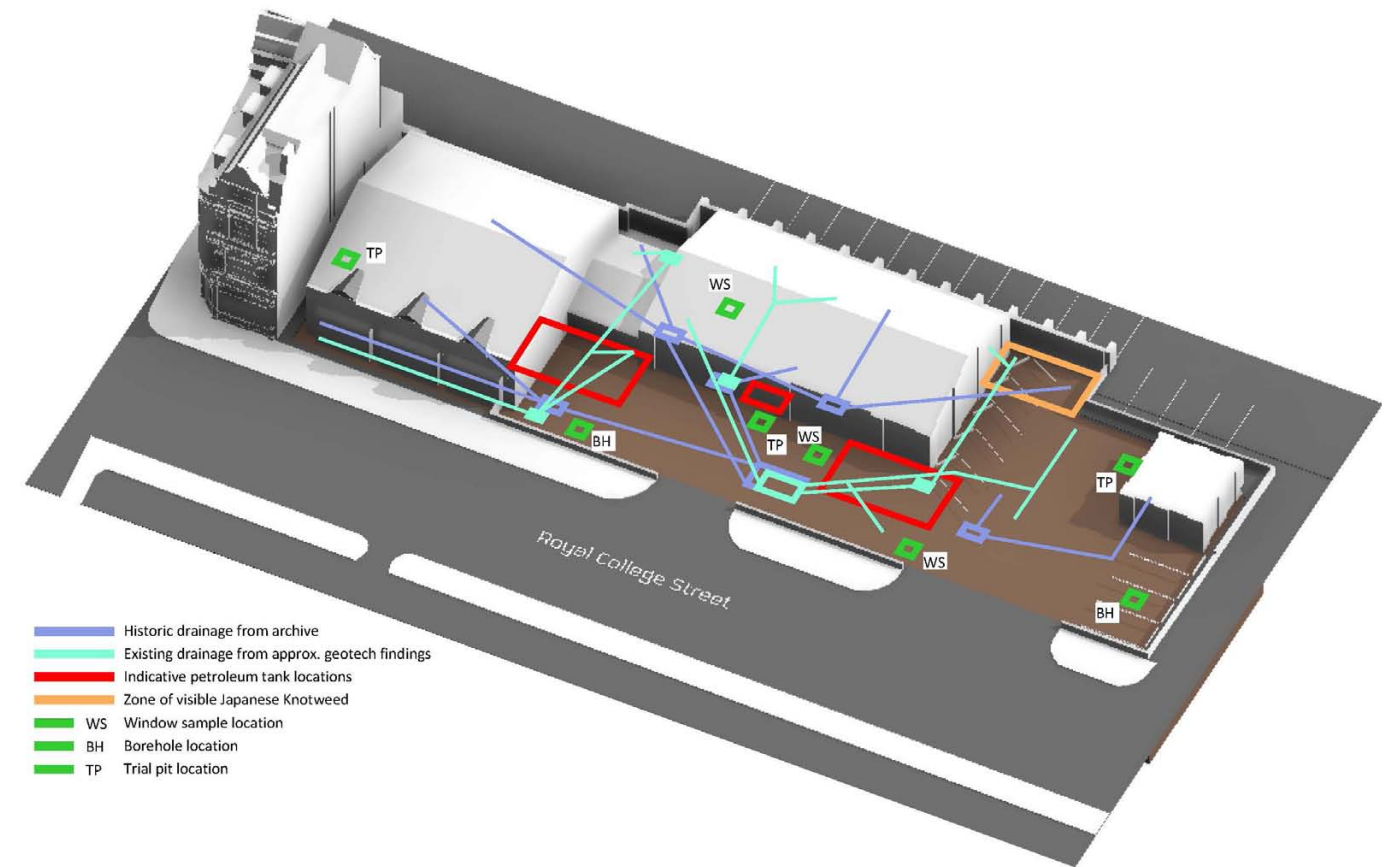 TP
WS
BH
TP
WS
TP
WS
BH
Royal College Street
Historic drainage from archive
Existing drainage from approx. geotech findings
Indicative petroleum tank locations
Zone of visible Japanese Knotweed
WS Window sample location
BH Borehole location
TP Trial pit location